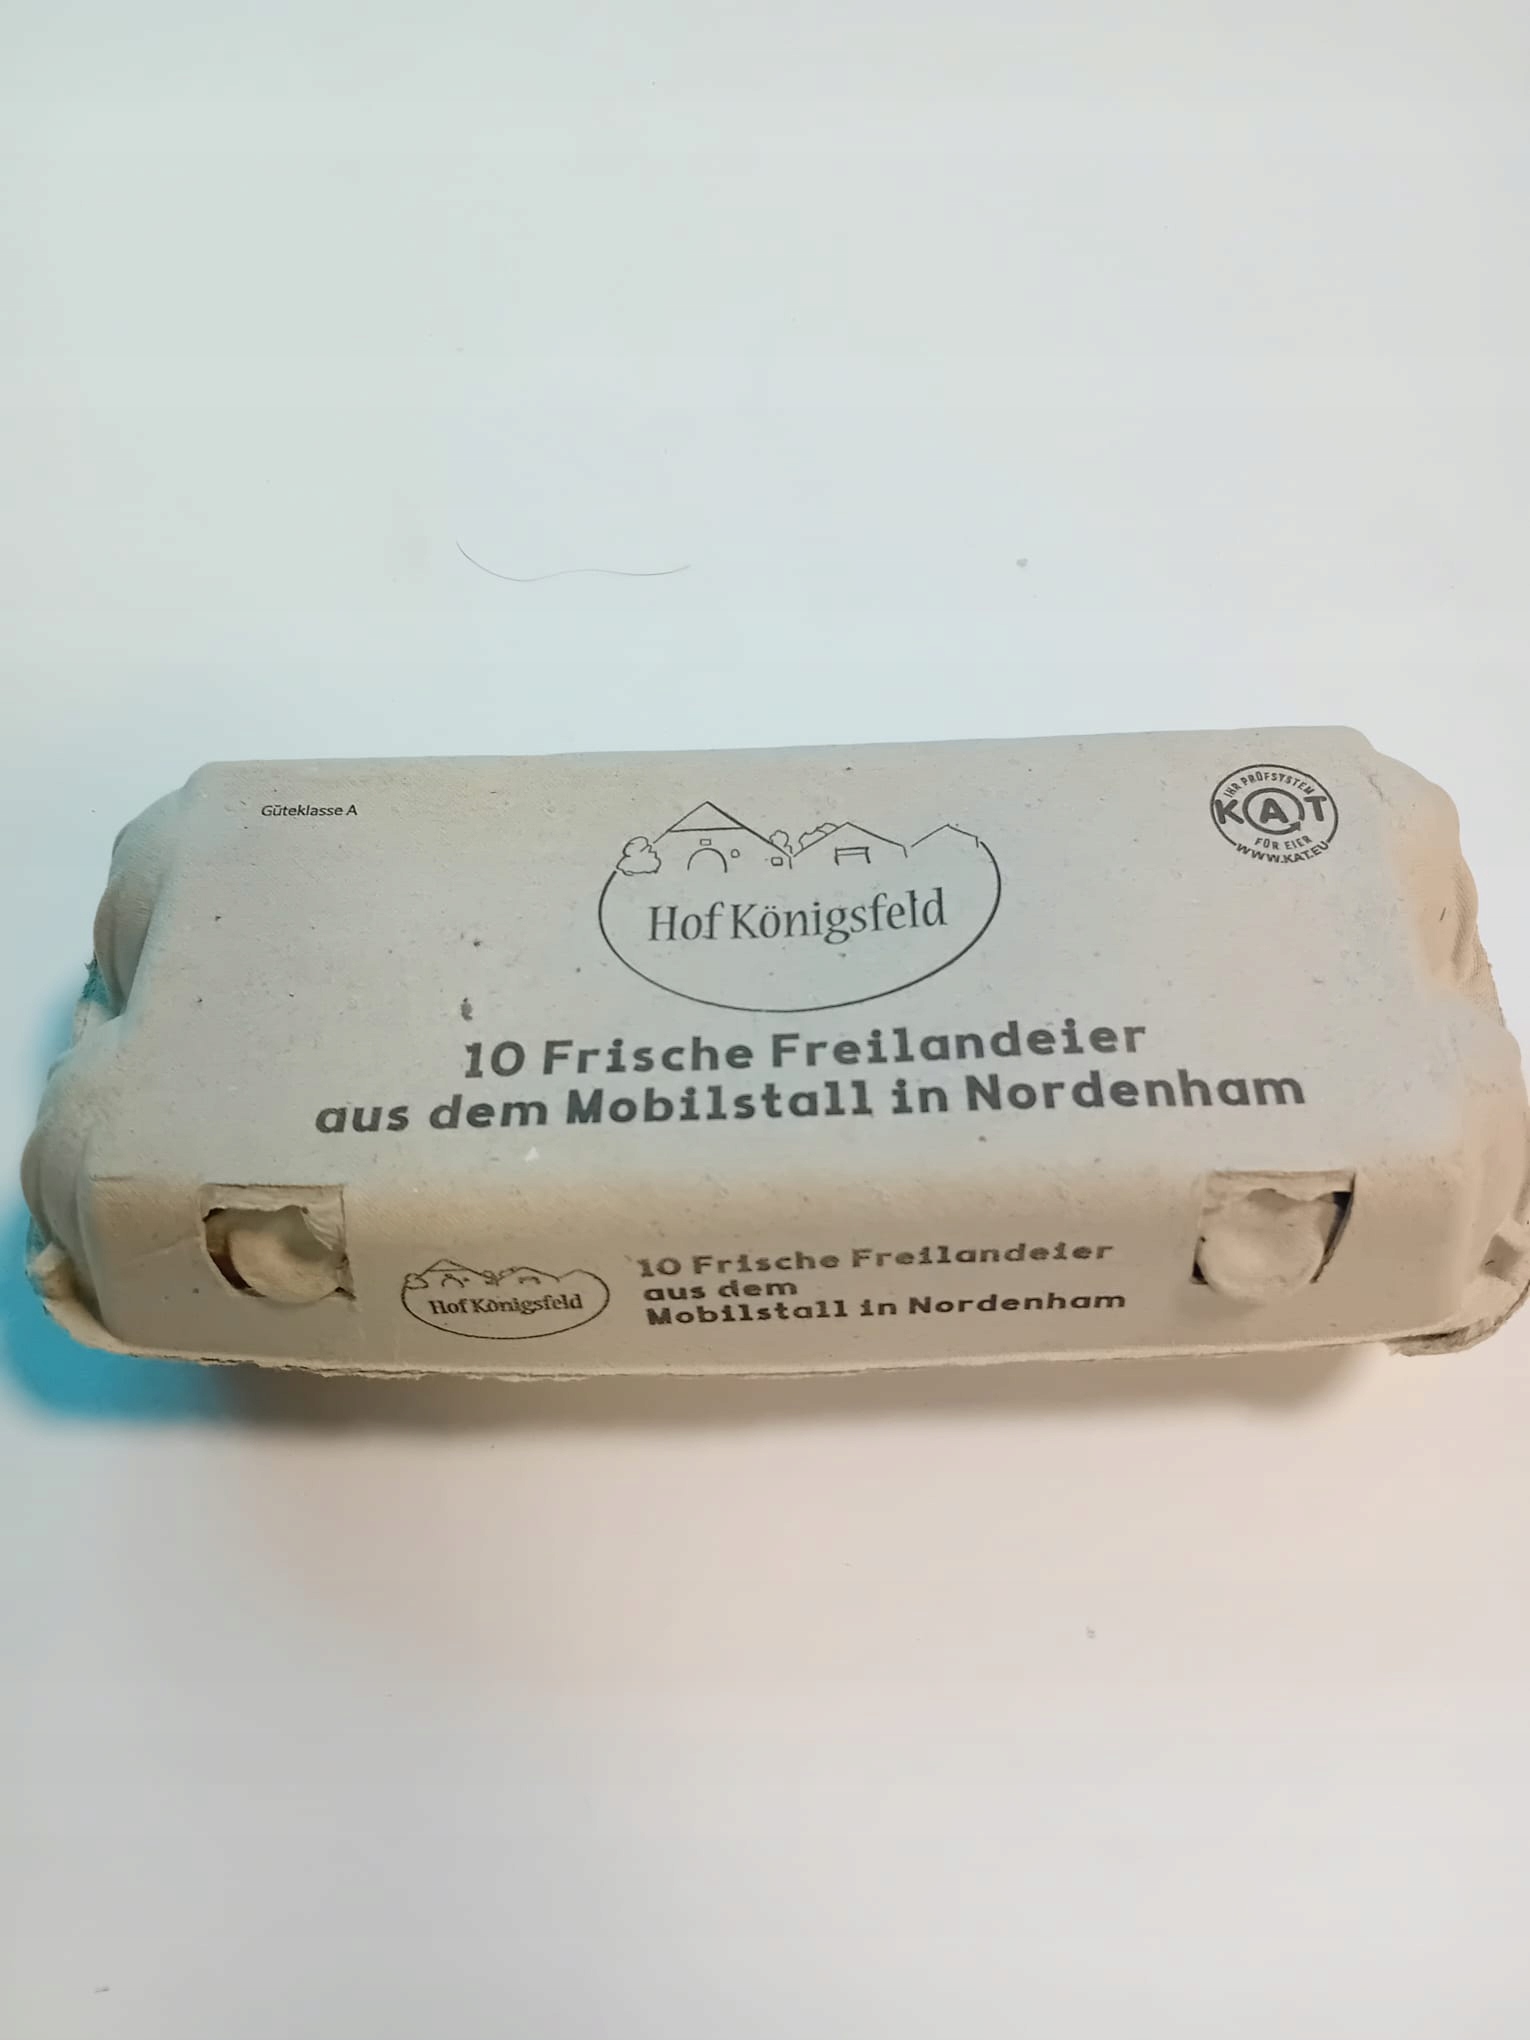 Güteklasse A
IHR PRÜFSYSTEM
KAT
FÜR EIER
WWW.KAT.EU
Hof Königsfeld
10 Frische Freilandeier
aus dem Mobilstall in Nordenham
Hof Königsfeld
10 Frische Freilandeier
aus dem
Mobilstall in Nordenham